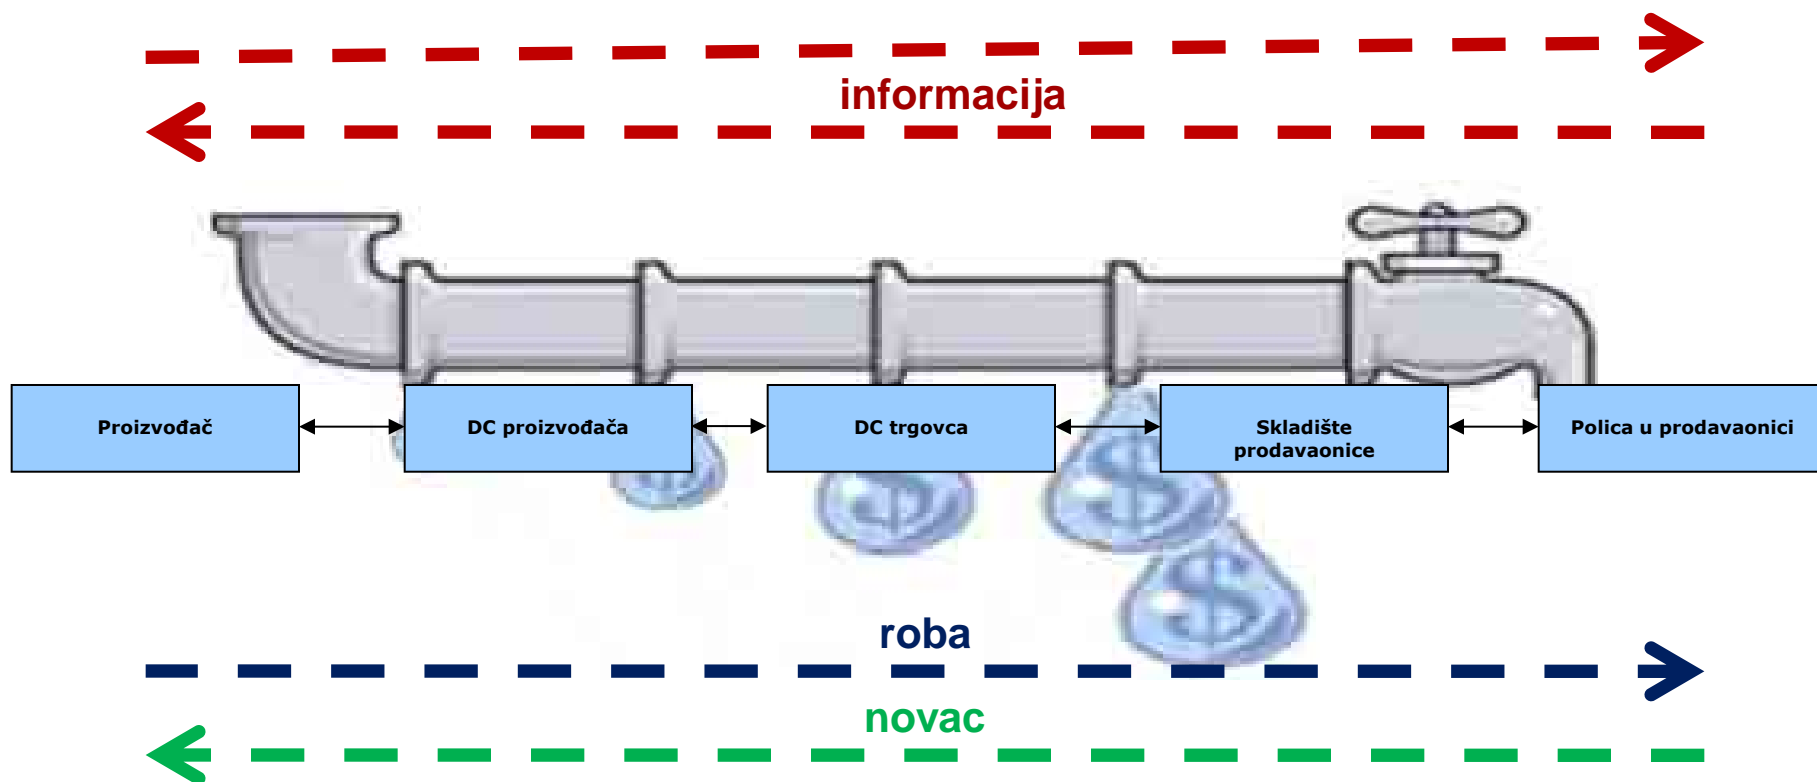 informacija
Proizvođač
DC proizvođača
DC trgovca
Skladište
prodavaonice
Polica u prodavaonici
$
$
$
$
roba
novac